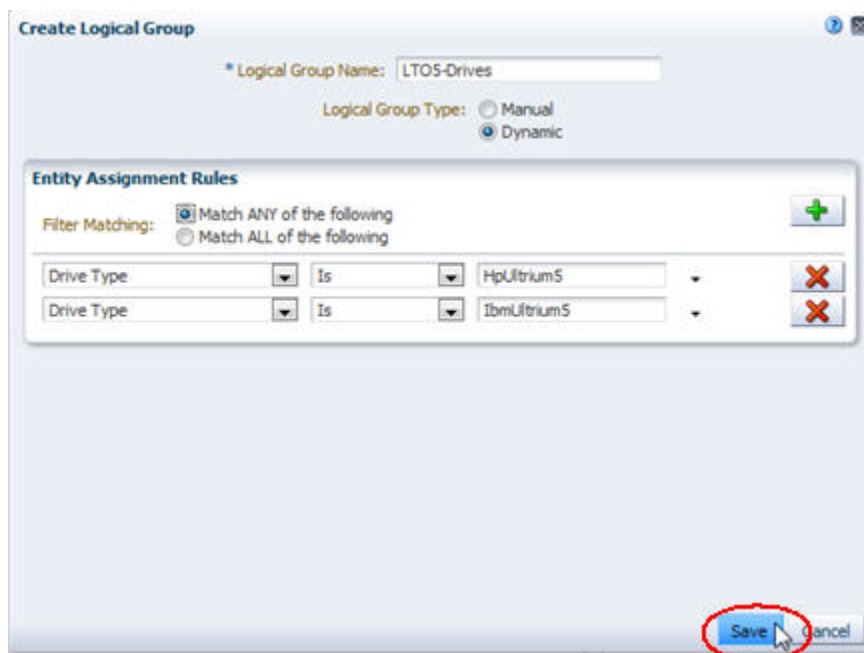 Create Logical Group
* Logical Group Name: LTO5-Drives
Logical Group Type: Manual
Dynamic
Entity Assignment Rules
Filter Matching: Match ANY of the following
Match ALL of the following
Drive Type Is HpUltrium5
Drive Type Is IbmUltrium5
Save Cancel